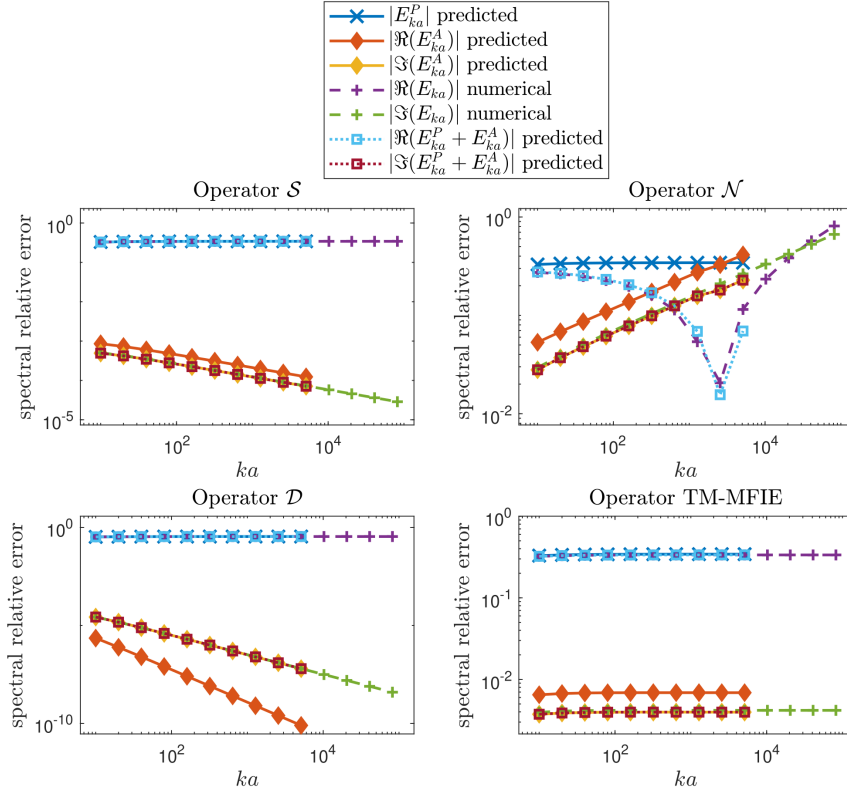 |E^P_{ka}| predicted
|ℜ(E^A_{ka})| predicted
|ℑ(E^A_{ka})| predicted
|ℜ(E_{ka})| numerical
|ℑ(E_{ka})| numerical
|ℜ(E^P_{ka} + E^A_{ka})| predicted
|ℑ(E^P_{ka} + E^A_{ka})| predicted
Operator 𝒮
spectral relative error
10^0
10^{-5}
10^2
10^4
ka
Operator 𝒩
spectral relative error
10^0
10^{-2}
10^2
10^4
ka
Operator 𝒟
spectral relative error
10^0
10^{-10}
10^2
10^4
ka
Operator TM-MFIE
spectral relative error
10^0
10^{-1}
10^{-2}
10^2
10^4
ka